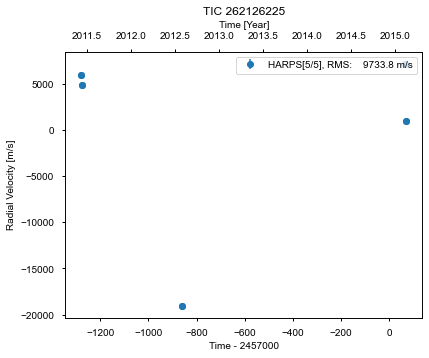 TIC 262126225
Time [Year]
2011.5 2012.0 2012.5 2013.0 2013.5 2014.0 2014.5 2015.0
HARPS[5/5], RMS: 9733.8 m/s
Radial Velocity [m/s]
5000
0
−5000
−10000
−15000
−20000
−1200 −1000 −800 −600 −400 −200 0
Time - 2457000